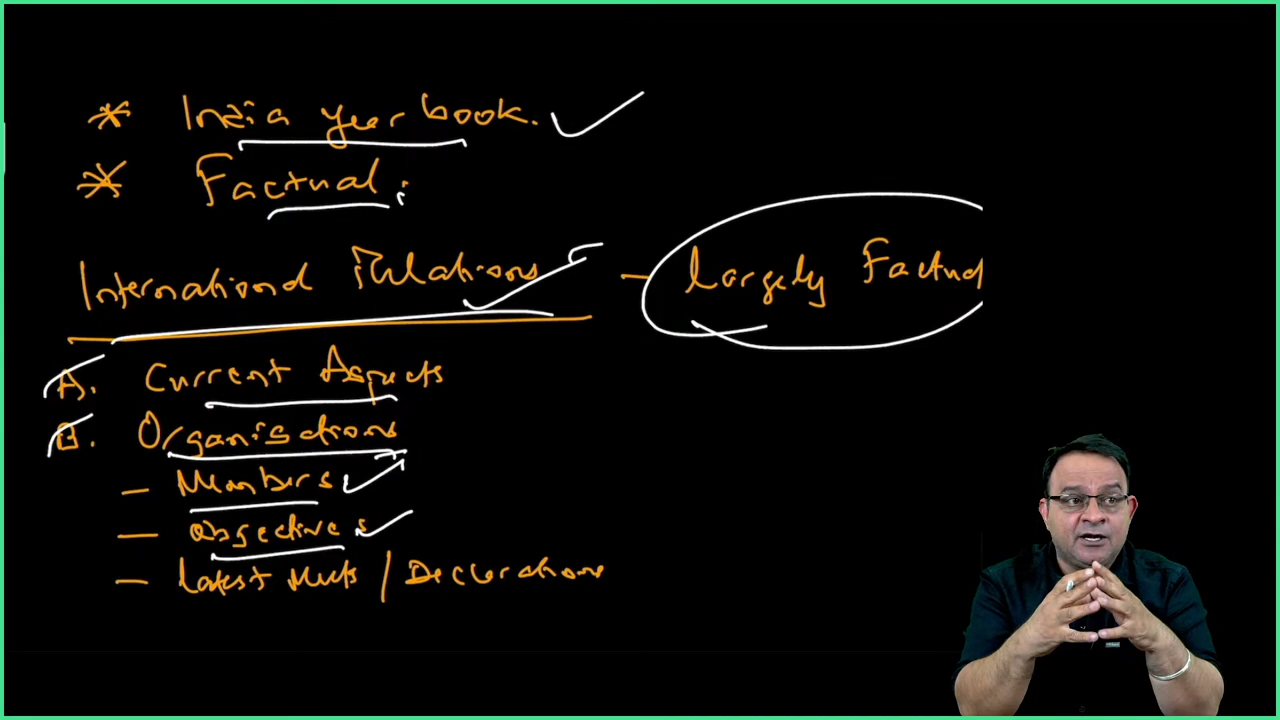 * India year book.
* Factual :
International Relations - largely Factual
A. Current Aspects
B. Organisations
- Members
- objectives
- latest Meets / Declarations